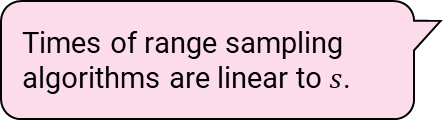 Times of range sampling
algorithms are linear to s.